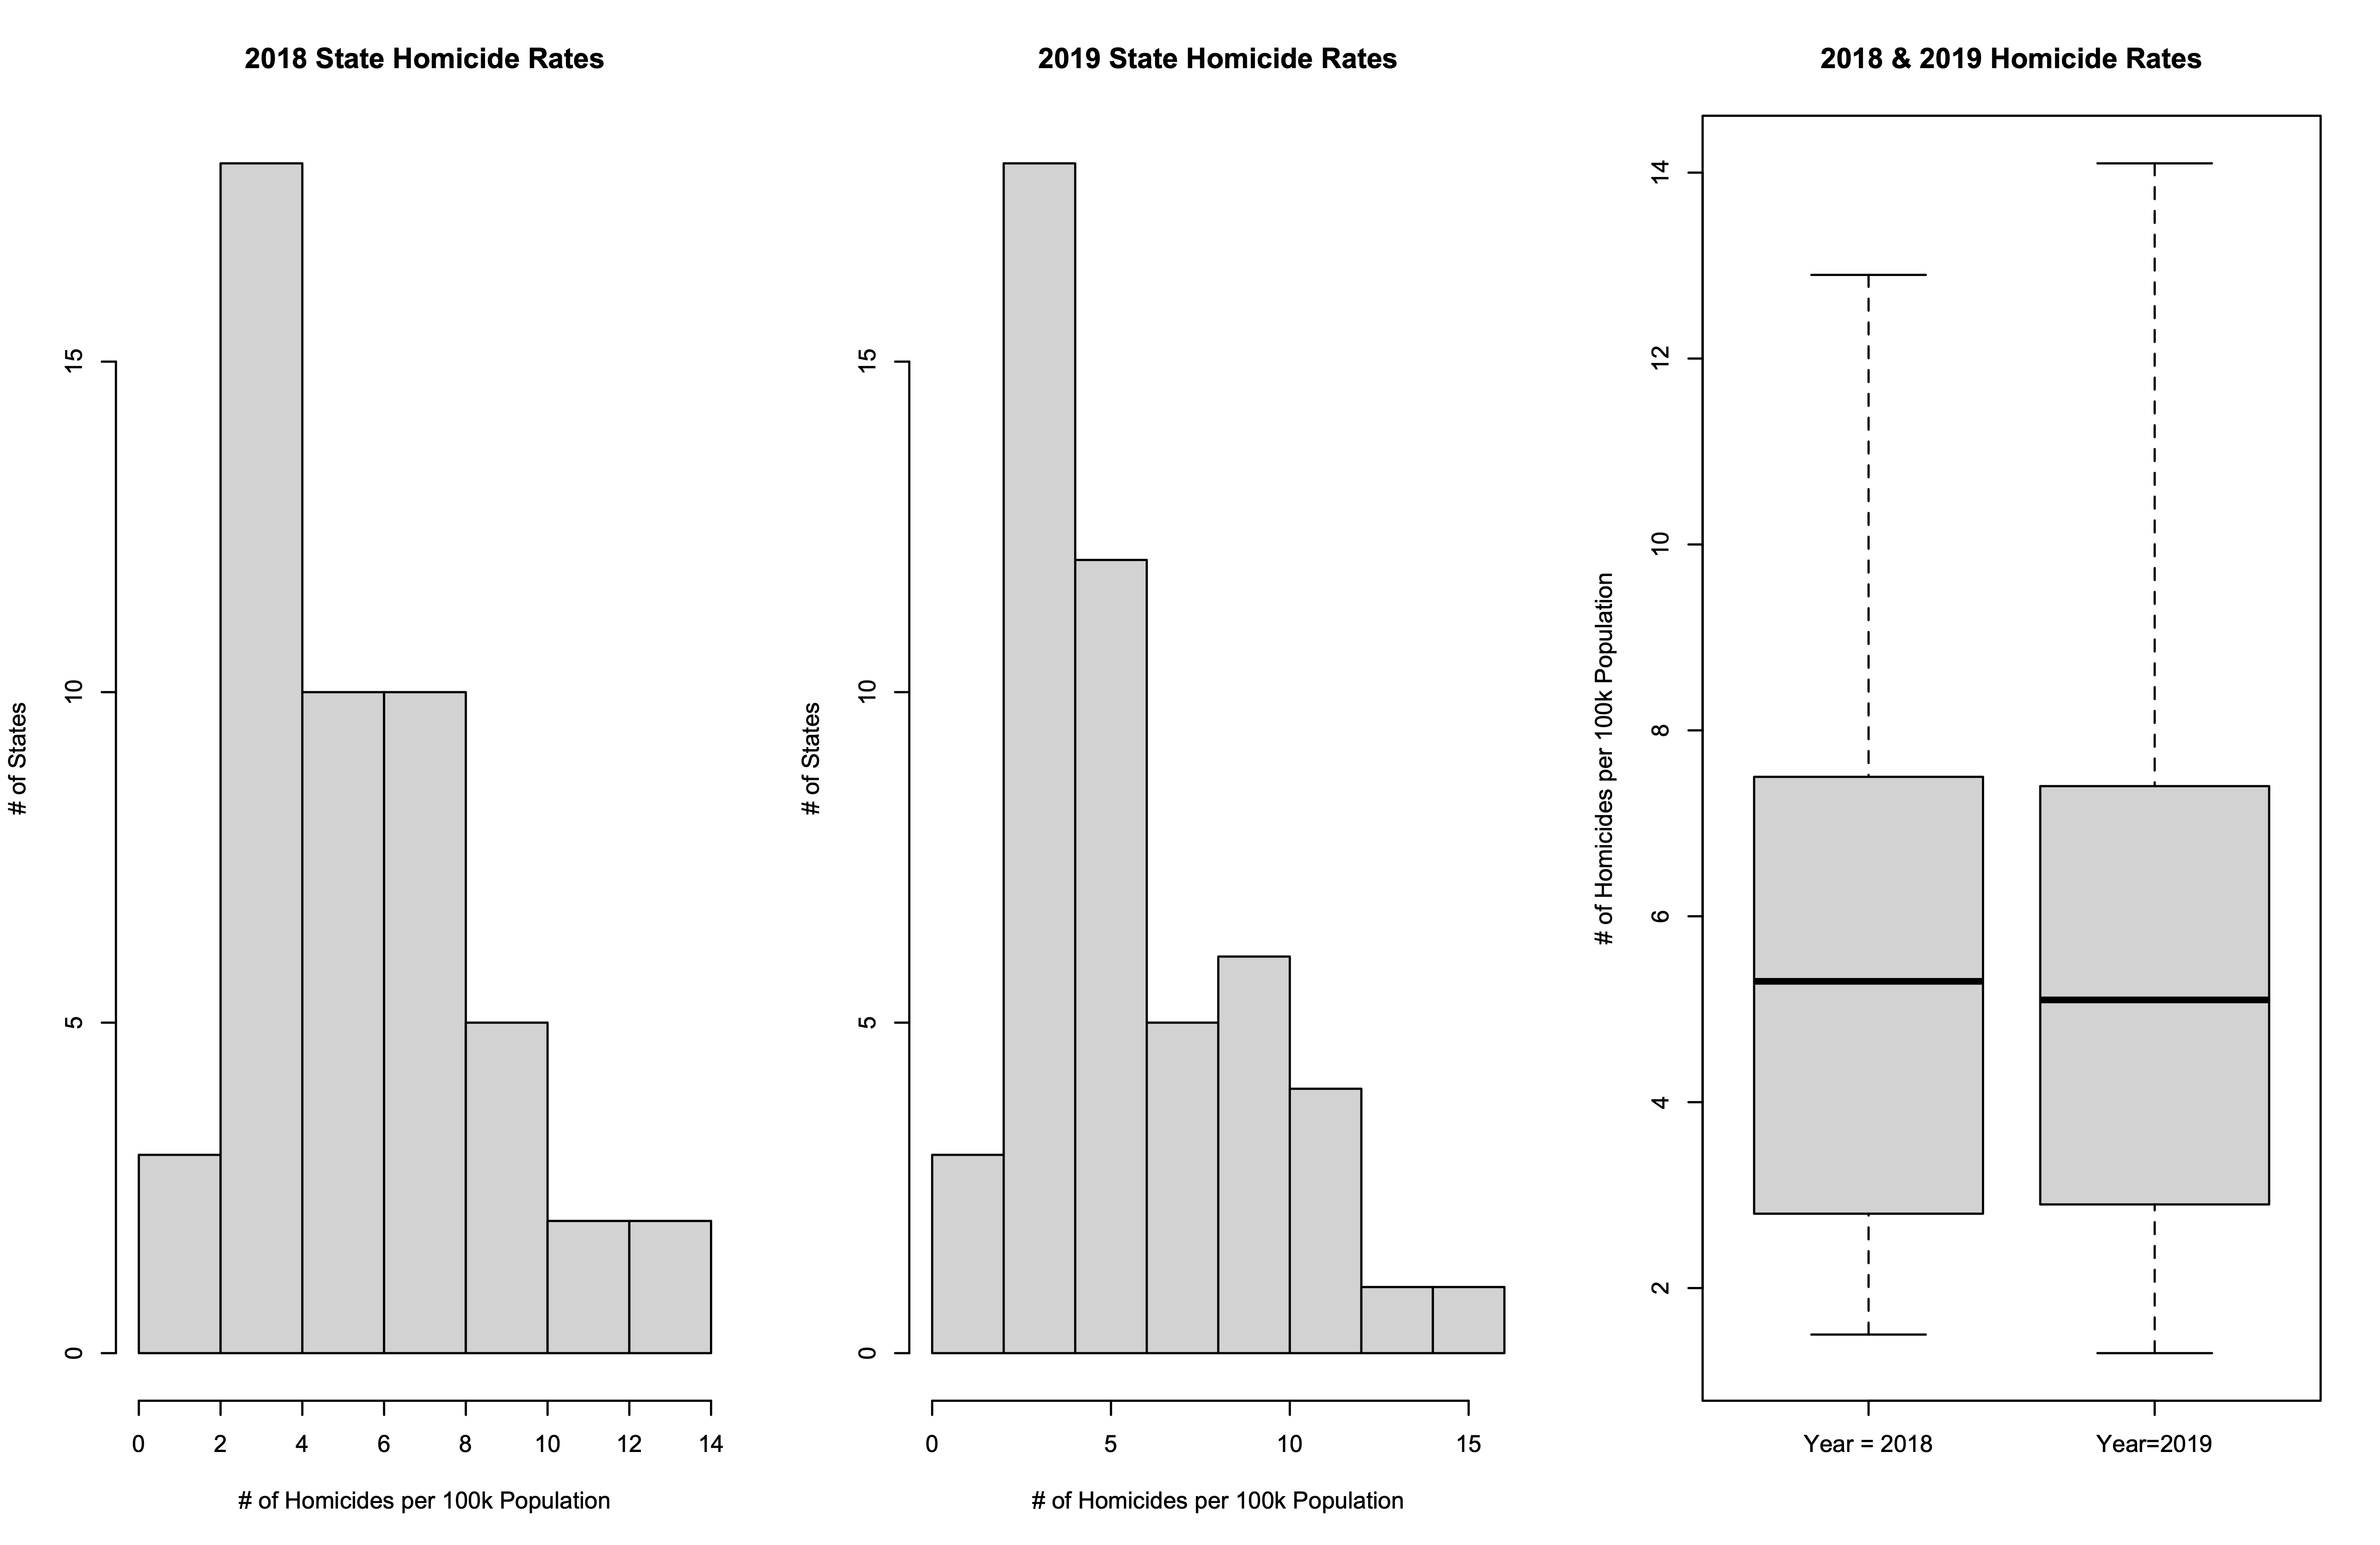 2018 State Homicide Rates
# of States
15
10
5
0
0 2 4 6 8 10 12 14
# of Homicides per 100k Population
2019 State Homicide Rates
# of States
15
10
5
0
0 5 10 15
# of Homicides per 100k Population
2018 & 2019 Homicide Rates
# of Homicides per 100k Population
14
12
10
8
6
4
2
Year = 2018 Year=2019